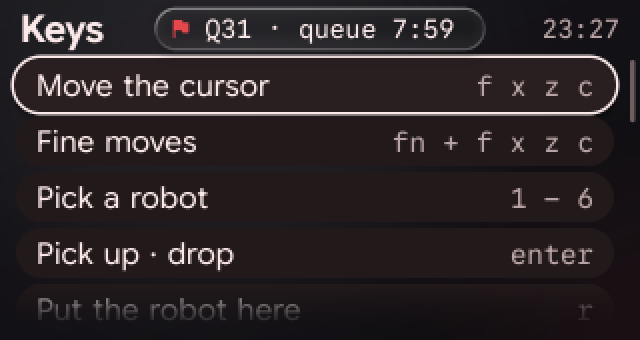 Keys Q31 · queue 7:59 23:27
Move the cursor f x z c
Fine moves fn + f x z c
Pick a robot 1 – 6
Pick up · drop enter
Put the robot here r